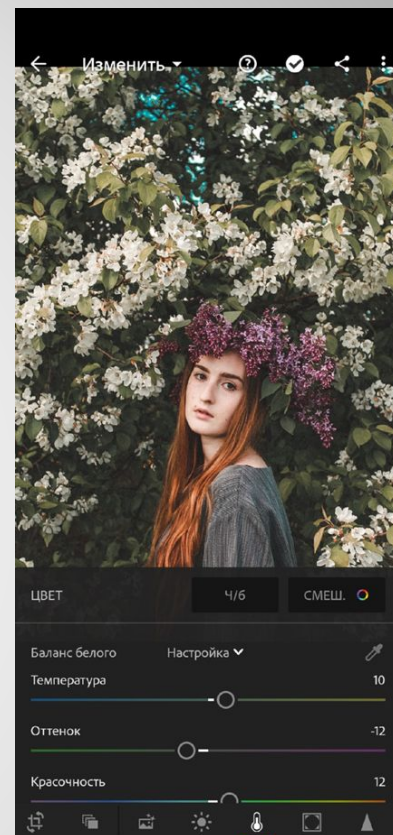 Изменить
ЦВЕТ Ч/Б СМЕШ.
Баланс белого Настройка
Температура 10
Оттенок -12
Красочность 12